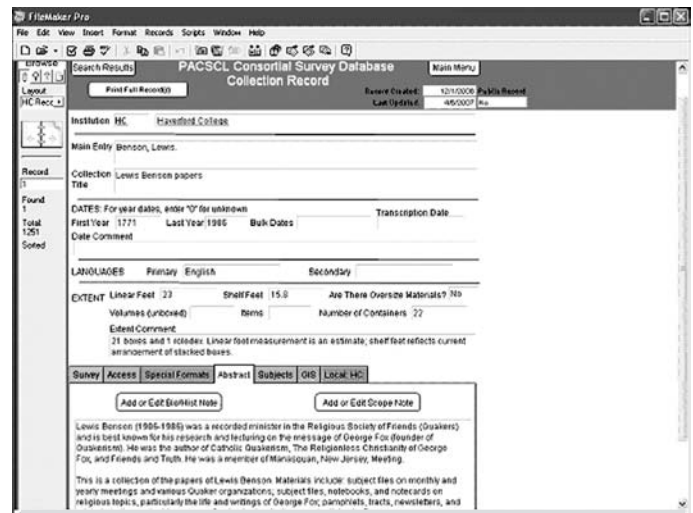 FileMaker Pro
File Edit View Insert Format Records Scripts Window Help
Browse
Search Results
PACSCL Consortial Survey Database
Main Menu
Collection Record
Layout
Print Full Record(s)
Record Created: 12/1/2006 Public Record
HC Recc
Last Updated: 4/6/2007 No
Institution HC Haverford College
Main Entry Benson, Lewis.
Record
1
Collection Lewis Benson papers
Title
Found
1
Total
1251
Sorted
DATES: For year dates, enter "0" for unknown
Transcription Date
First Year 1771 Last Year 1986 Bulk Dates
Date Comment
LANGUAGES Primary English Secondary
EXTENT Linear Feet 23 Shelf Feet 15.8 Are There Oversize Materials? No
Volumes (unboxed) Items Number of Containers 22
Extent Comment
21 boxes and 1 rolodex. Linear foot measurement is an estimate; shelf feet reflects current
arrangement of stacked boxes.
Survey Access Special Formats Abstract Subjects GIS Local: HC
Add or Edit Bio/Hist Note Add or Edit Scope Note
Lewis Benson (1906-1986) was a recorded minister in the Religious Society of Friends (Quakers)
and is best known for his research and lecturing on the message of George Fox (founder of
Quakerism). He was the author of Catholic Quakerism, The Religionless Christianity of George
Fox, and Friends and Truth. He was a member of Manasquan, New Jersey, Meeting.
This is a collection of the papers of Lewis Benson. Materials include: subject files on monthly and
yearly meetings and various Quaker organizations; subject files, notebooks, and notecards on
religious topics, particularly the life and writings of George Fox; pamphlets, tracts, newsletters, and